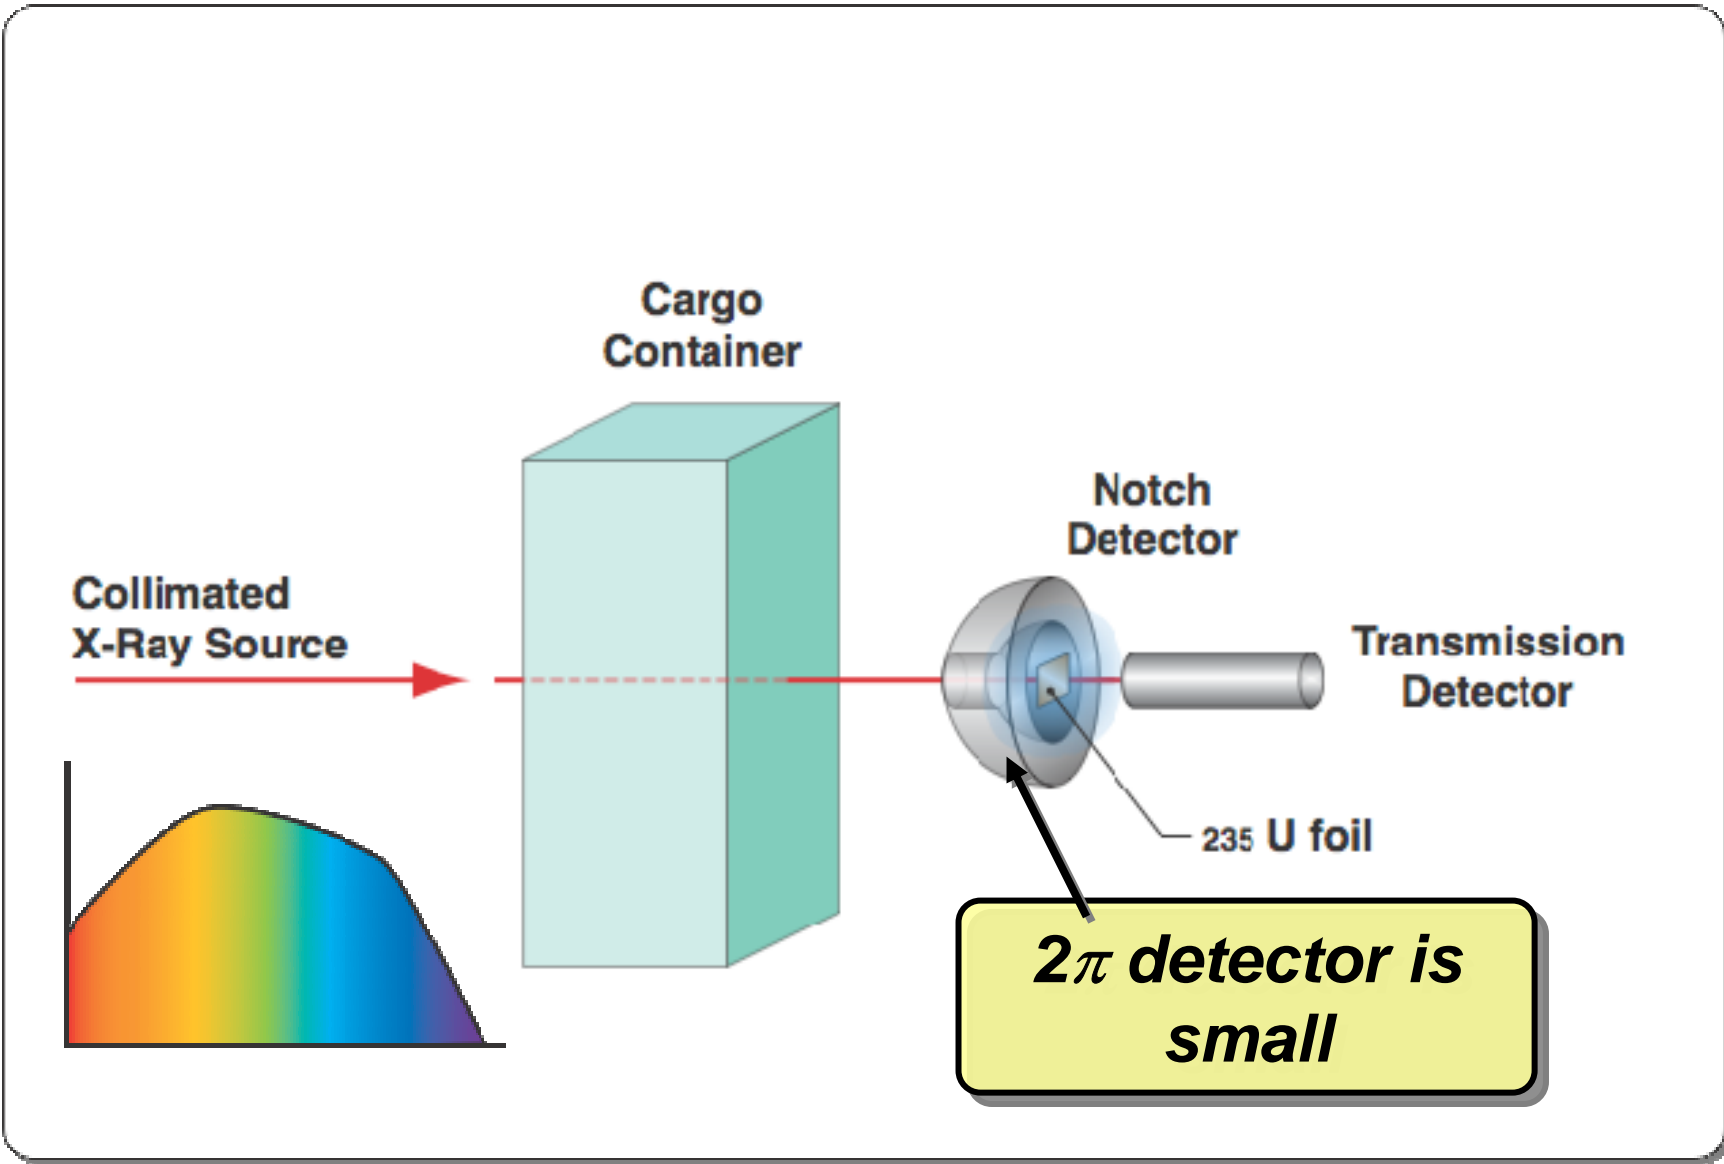 Cargo
Container
Notch
Detector
Collimated
X-Ray Source
Transmission
Detector
235 U foil
2π detector is
small